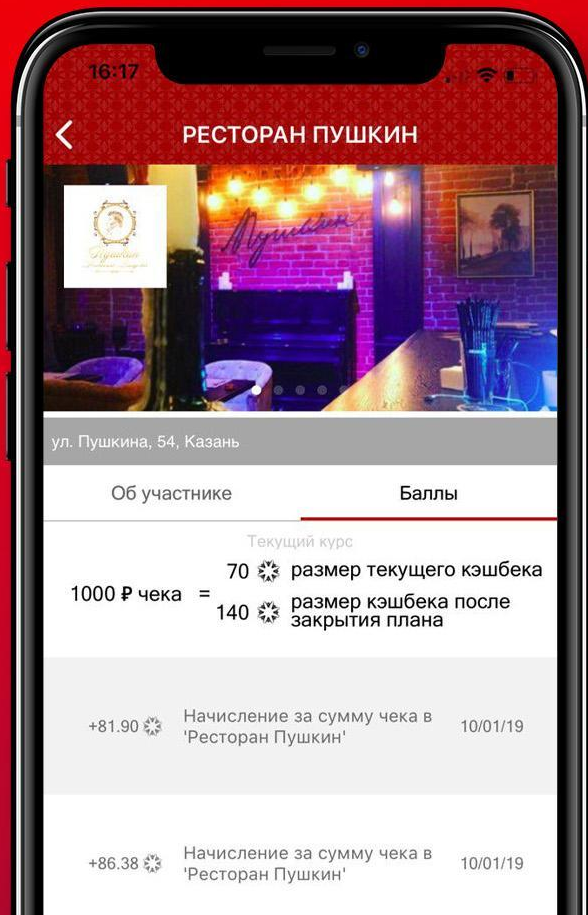 16:17
РЕСТОРАН ПУШКИН
Пушкин
Пушкин
ул. Пушкина, 54, Казань
Об участнике
Баллы
Текущий курс
1000 ₽ чека =
70 размер текущего кэшбека
140 размер кэшбека после
закрытия плана
+81.90 Начисление за сумму чека в 10/01/19
'Ресторан Пушкин'
+86.38 Начисление за сумму чека в 10/01/19
'Ресторан Пушкин'